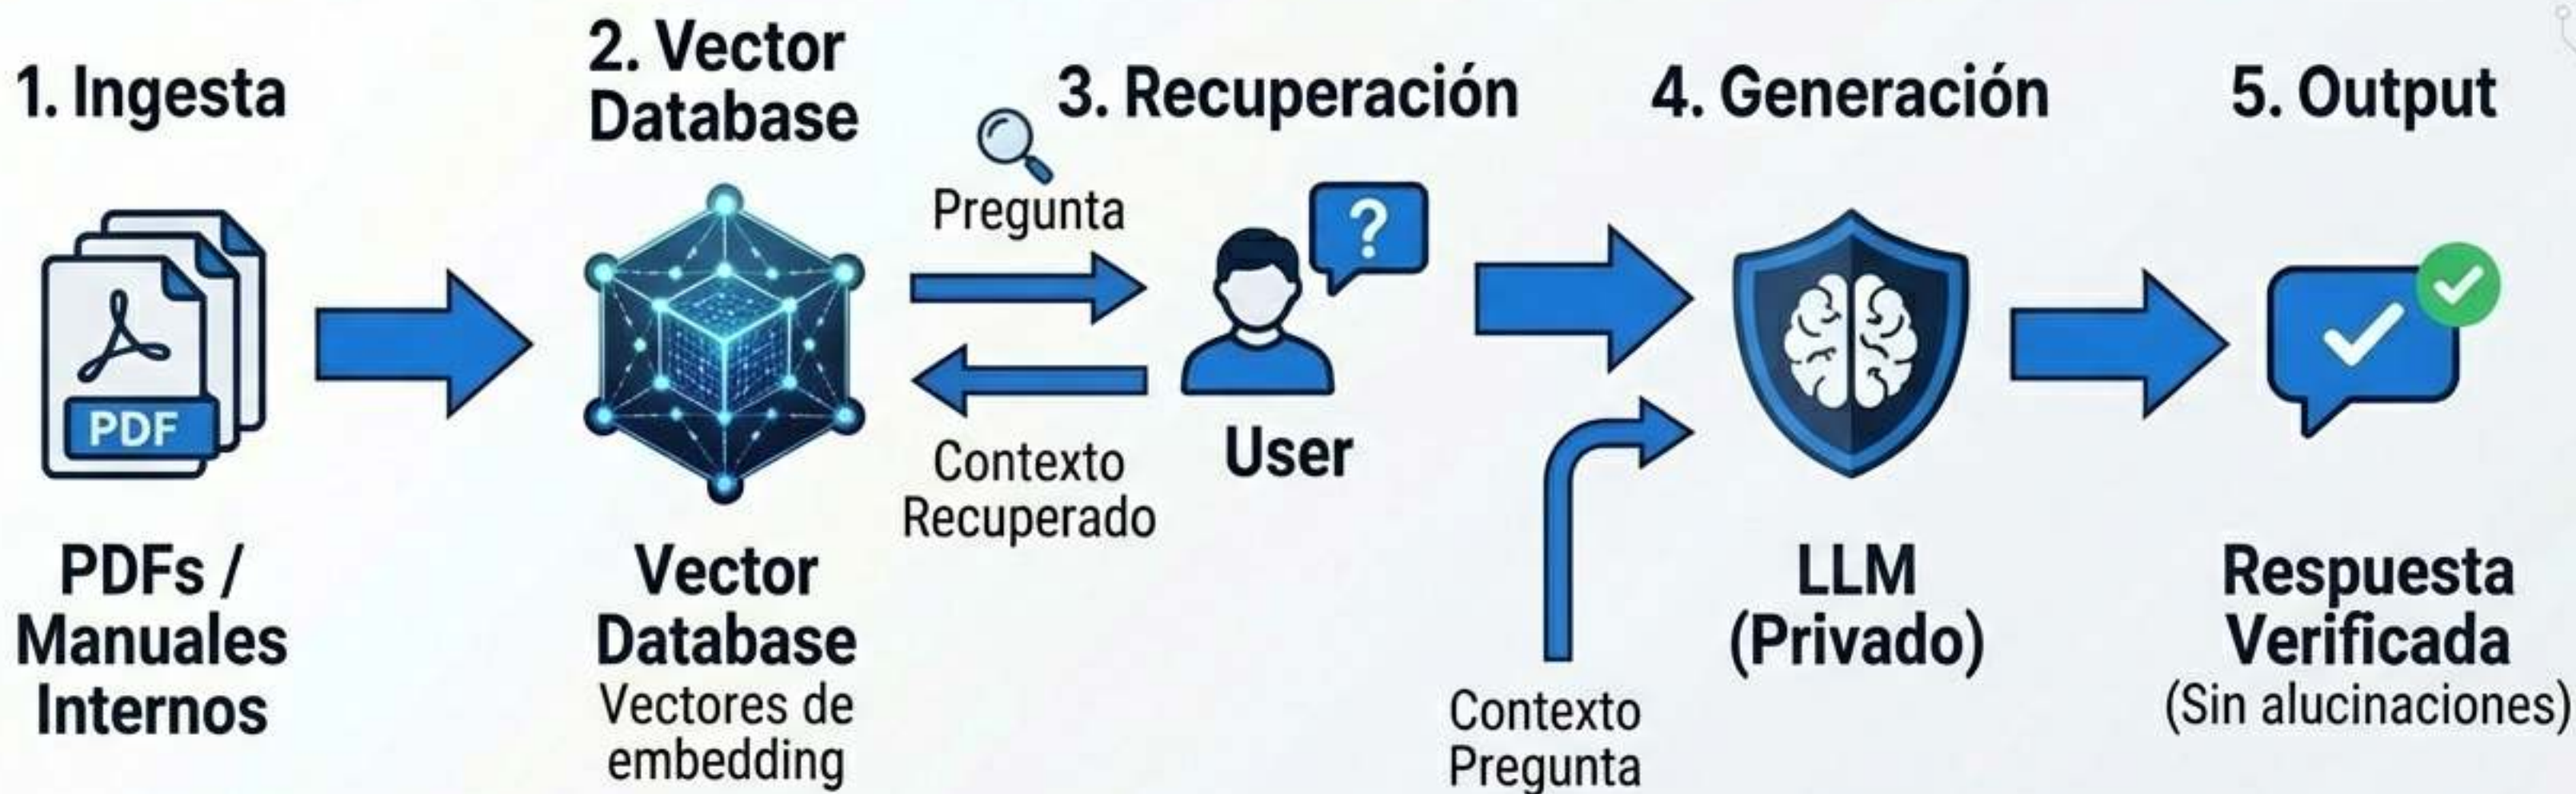 1. Ingesta
PDF
PDFs /
Manuales
Internos
2. Vector
Database
Vector
Database
Vectores de
embedding
3. Recuperación
Pregunta
?
Contexto
Recuperado
User
4. Generación
Contexto
Pregunta
LLM
(Privado)
5. Output
Respuesta
Verificada
(Sin alucinaciones)